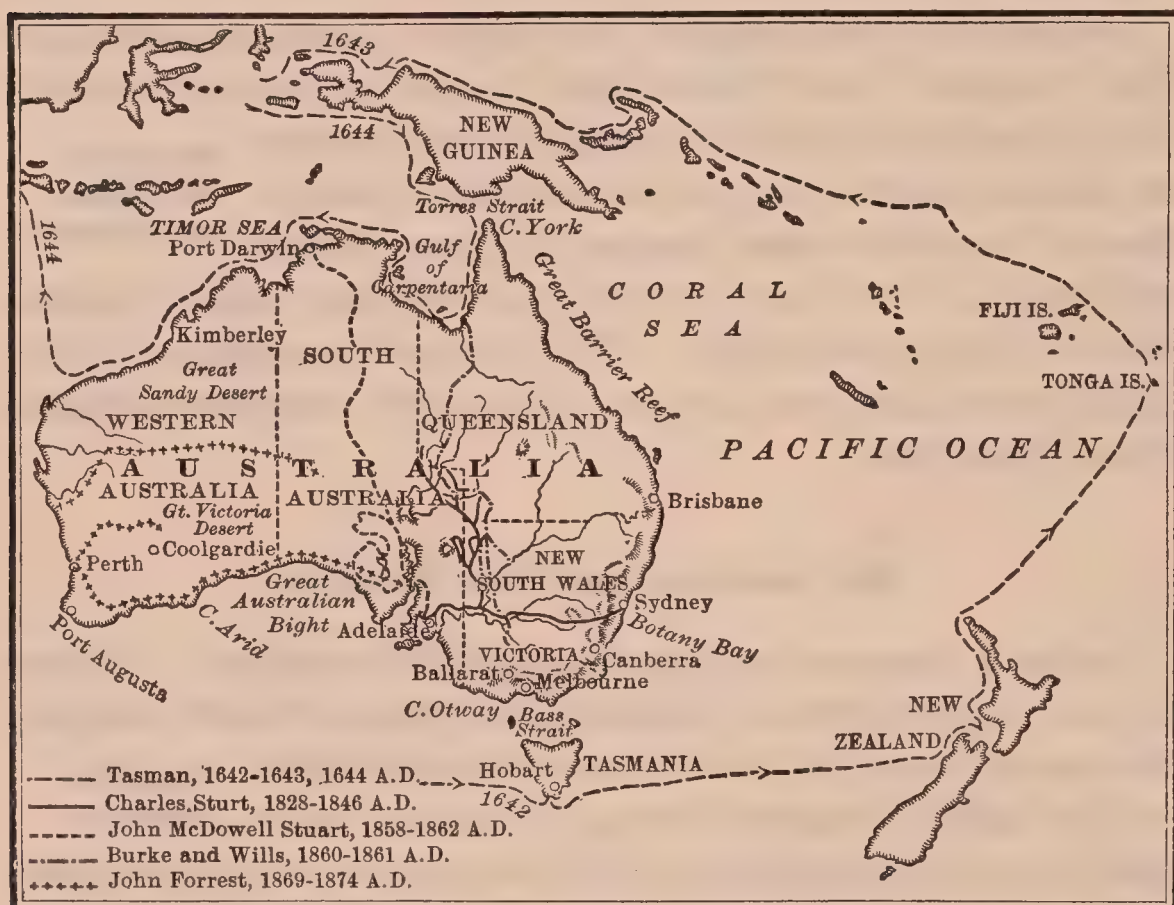 1643
1644
NEW
GUINEA
Torres Strait
C. York
TIMOR SEA
Port Darwin
1644
Gulf
of
Carpentaria
Great Barrier Reef
CORAL
SEA
FIJI IS.
TONGA IS.
Kimberley
Great
Sandy Desert
SOUTH
WESTERN
QUEENSLAND
PACIFIC OCEAN
AUSTRALIA
AUSTRALIA
AUSTRALIA
Gt. Victoria
Desert
Brisbane
Coolgardie
Perth
NEW
SOUTH WALES
Great
Australian
Bight
C. Arid
Port Augusta
Adelaide
Sydney
Botany Bay
VICTORIA
Canberra
Ballarat
Melbourne
C. Otway
Bass
Strait
NEW
ZEALAND
TASMANIA
Hobart
1642
Tasman, 1642-1643, 1644 A.D.
Charles Sturt, 1828-1846 A.D.
John McDowell Stuart, 1858-1862 A.D.
Burke and Wills, 1860-1861 A.D.
John Forrest, 1869-1874 A.D.